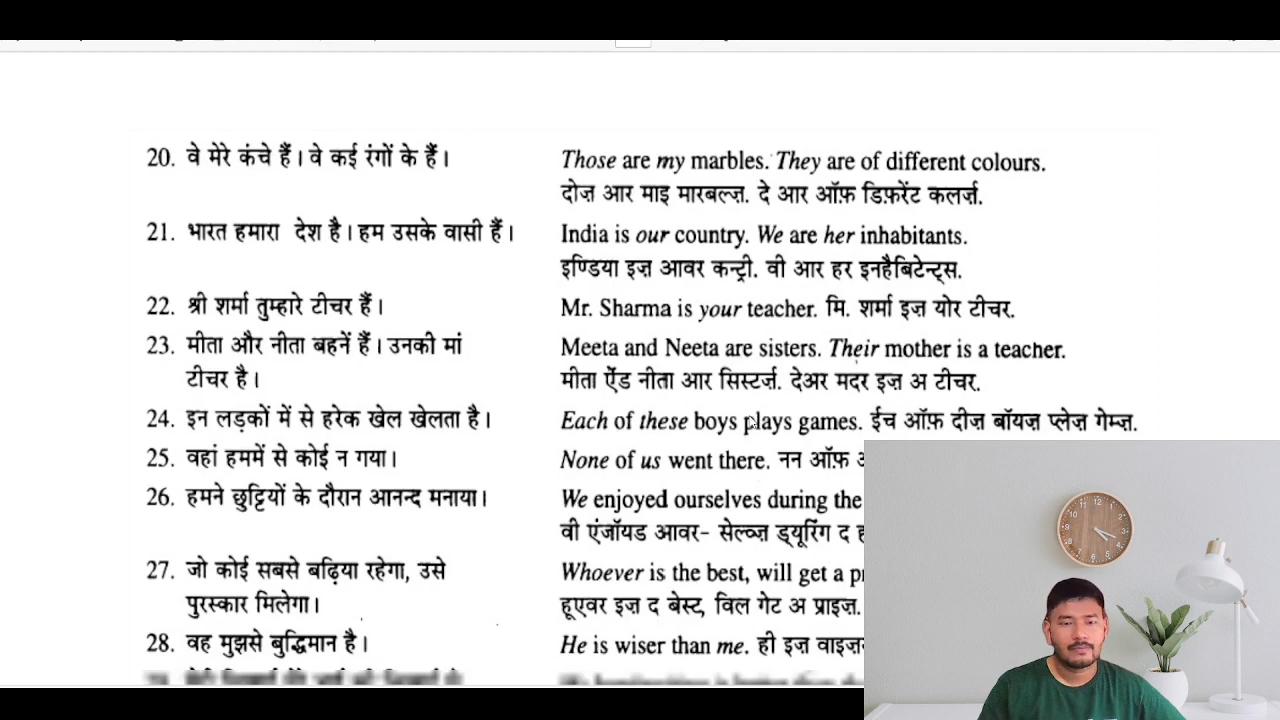 20. वे मेरे कंचे हैं। वे कई रंगों के हैं।
Those are my marbles. They are of different colours.
दोज़ आर माइ मारबल्ज़. दे आर ऑफ़ डिफ़रेंट कलर्ज़.
21. भारत हमारा देश है। हम उसके वासी हैं।
India is our country. We are her inhabitants.
इण्डिया इज़ आवर कन्ट्री. वी आर हर इनहैबिटेन्ट्स.
22. श्री शर्मा तुम्हारे टीचर हैं।
Mr. Sharma is your teacher. मि. शर्मा इज़ योर टीचर.
23. मीता और नीता बहनें हैं। उनकी मां
टीचर है।
Meeta and Neeta are sisters. Their mother is a teacher.
मीता ऐंड नीता आर सिस्टर्ज़. देअर मदर इज़ अ टीचर.
24. इन लड़कों में से हरेक खेल खेलता है।
Each of these boys plays games. ईच ऑफ़ दीज़ बॉयज़ प्लेज़ गेम्ज़.
25. वहां हममें से कोई न गया।
None of us went there. नन ऑफ़
26. हमने छुट्टियों के दौरान आनन्द मनाया।
We enjoyed ourselves during the
वी एंजॉयड आवर- सेल्व्ज़ ड्यूरिंग द
27. जो कोई सबसे बढ़िया रहेगा, उसे
पुरस्कार मिलेगा।
Whoever is the best, will get a
हूएवर इज़ द बेस्ट, विल गेट अ प्राइज़.
28. वह मुझसे बुद्धिमान है।
He is wiser than me. ही इज़